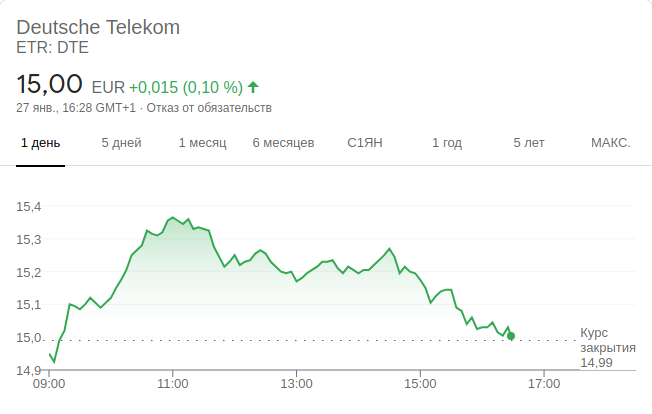 Deutsche Telekom
ETR: DTE
15,00 EUR +0,015 (0,10 %)
27 янв., 16:28 GMT+1 · Отказ от обязательств
1 день 5 дней 1 месяц 6 месяцев С1ЯН 1 год 5 лет МАКС.
15,4
15,3
15,2
15,1
15,0
14,9
Курс
закрытия
14,99
09:00 11:00 13:00 15:00 17:00